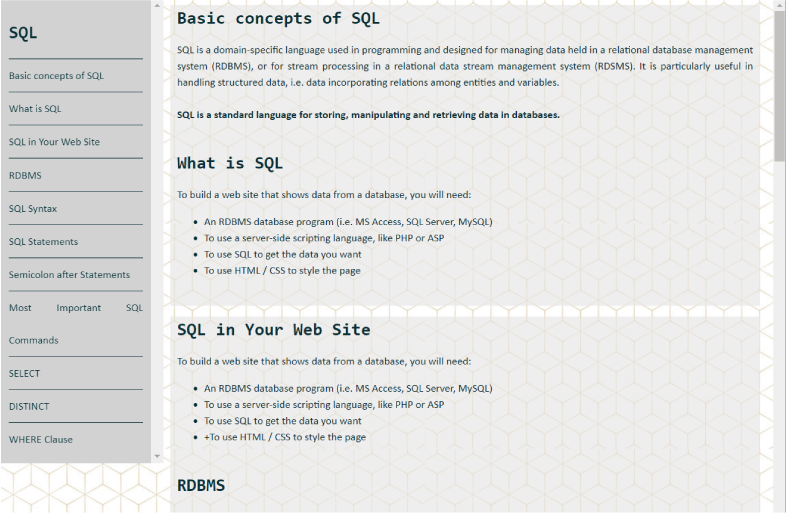 SQL
Basic concepts of SQL
What is SQL
SQL in Your Web Site
RDBMS
SQL Syntax
SQL Statements
Semicolon after Statements
Most Important SQL
Commands
SELECT
DISTINCT
WHERE Clause
Basic concepts of SQL
SQL is a domain-specific language used in programming and designed for managing data held in a relational database management
system (RDBMS), or for stream processing in a relational data stream management system (RDSMS). It is particularly useful in
handling structured data, i.e. data incorporating relations among entities and variables.
SQL is a standard language for storing, manipulating and retrieving data in databases.
What is SQL
To build a web site that shows data from a database, you will need:
• An RDBMS database program (i.e. MS Access, SQL Server, MySQL)
• To use a server-side scripting language, like PHP or ASP
• To use SQL to get the data you want
• To use HTML / CSS to style the page
SQL in Your Web Site
To build a web site that shows data from a database, you will need:
• An RDBMS database program (i.e. MS Access, SQL Server, MySQL)
• To use a server-side scripting language, like PHP or ASP
• To use SQL to get the data you want
• +To use HTML / CSS to style the page
RDBMS